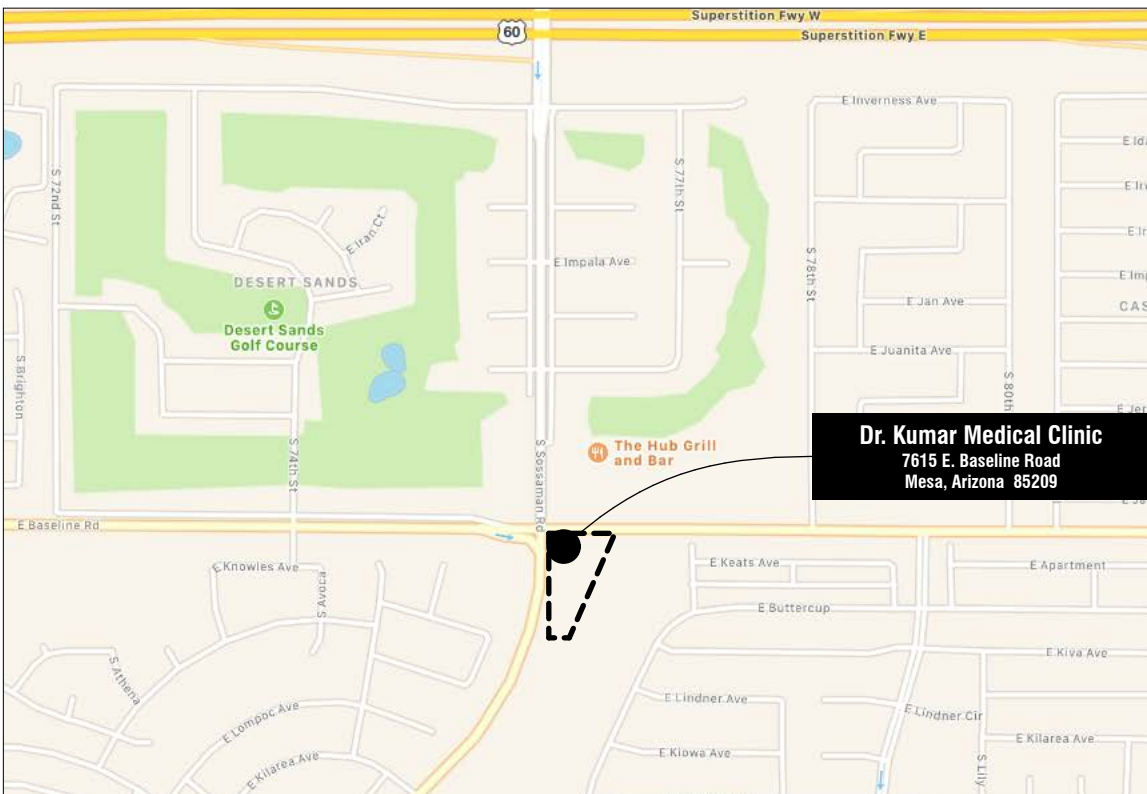 Superstition Fwy W
60
Superstition Fwy E
E Inverness Ave
S 72nd St
S 77th St
E Iran Ct
E Impala Ave
S 78th St
DESERT SANDS
Desert Sands
Golf Course
E Jan Ave
CAS
E Juanita Ave
S Brighton
S 80th
S 74th St
S Sossaman Rd
The Hub Grill
and Bar
Dr. Kumar Medical Clinic
7615 E. Baseline Road
Mesa, Arizona 85209
E Baseline Rd
E Knowles Ave
S Avoca
E Keats Ave
E Apartment
E Buttercup
S Athena
E Kiva Ave
E Lindner Ave
E Lindner Cir
E Lompoc Ave
E Kilarea Ave
E Kiowa Ave
E Kilarea Ave
S Lily